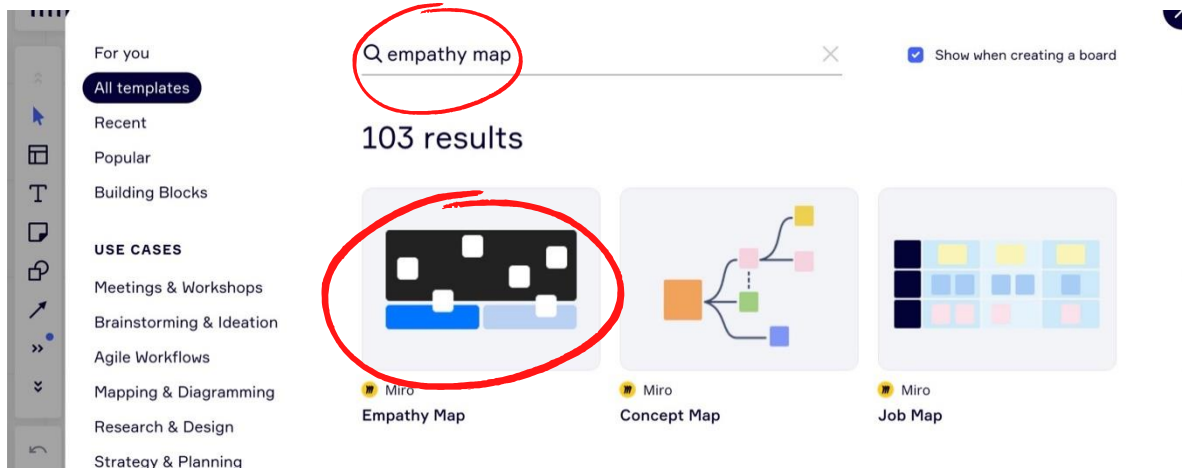 For you
All templates
Recent
Popular
Building Blocks
USE CASES
Meetings & Workshops
Brainstorming & Ideation
Agile Workflows
Mapping & Diagramming
Research & Design
Strategy & Planning
empathy map
Show when creating a board
103 results
Miro
Empathy Map
Miro
Concept Map
Miro
Job Map